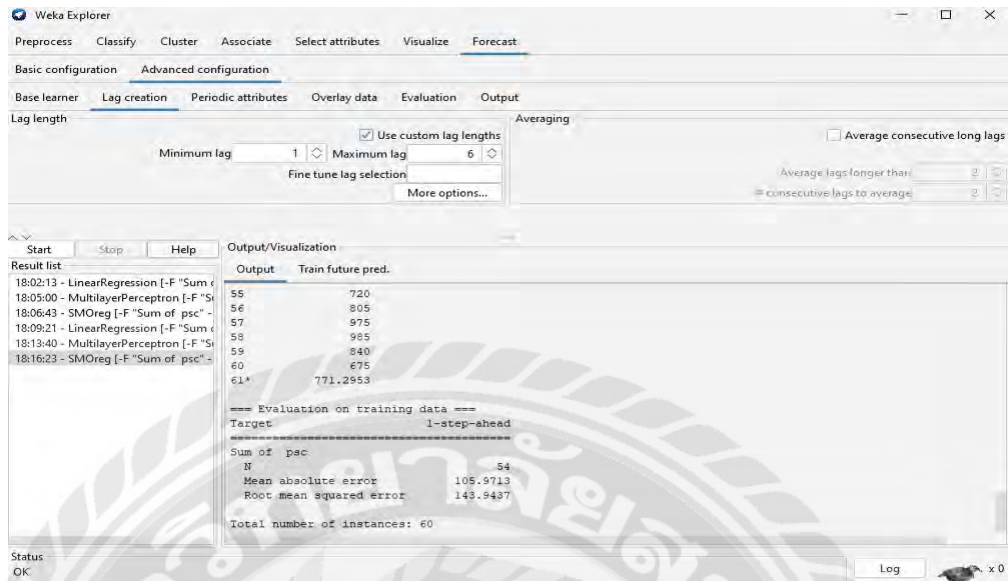 Weka Explorer
Preprocess Classify Cluster Associate Select attributes Visualize Forecast
Basic configuration Advanced configuration
Base learner Lag creation Periodic attributes Overlay data Evaluation Output
Lag length
Use custom lag lengths
Minimum lag 1 Maximum lag 6
Fine tune lag selection
More options...
Averaging
Average consecutive long lags
Average lags longer than 2
# consecutive lags to average 2
Start Stop Help
Result list
18:02:13 - LinearRegression [-F "Sum
18:05:00 - MultilayerPerceptron [-F "S
18:06:43 - SMOreg [-F "Sum of psc" -
18:09:21 - LinearRegression [-F "Sum
18:13:40 - MultilayerPerceptron [-F "S
18:16:23 - SMOreg [-F "Sum of psc" -
Output/Visualization
Output Train future pred.
55 720
56 805
57 975
58 985
59 840
60 675
61* 771.2953
=== Evaluation on training data ===
Target 1-step-ahead
=======================================
Sum of psc
N 54
Mean absolute error 105.9713
Root mean squared error 143.9437
Total number of instances: 60
Status
OK
Log x 0